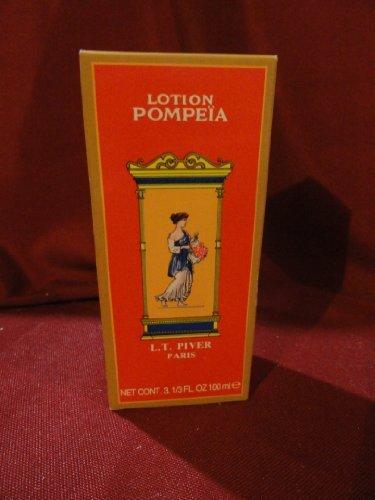 LOTION
POMPEÏA
L.T. PIVER
PARIS
NET CONT. 3. 1/3 FL. OZ 100 ml ℮